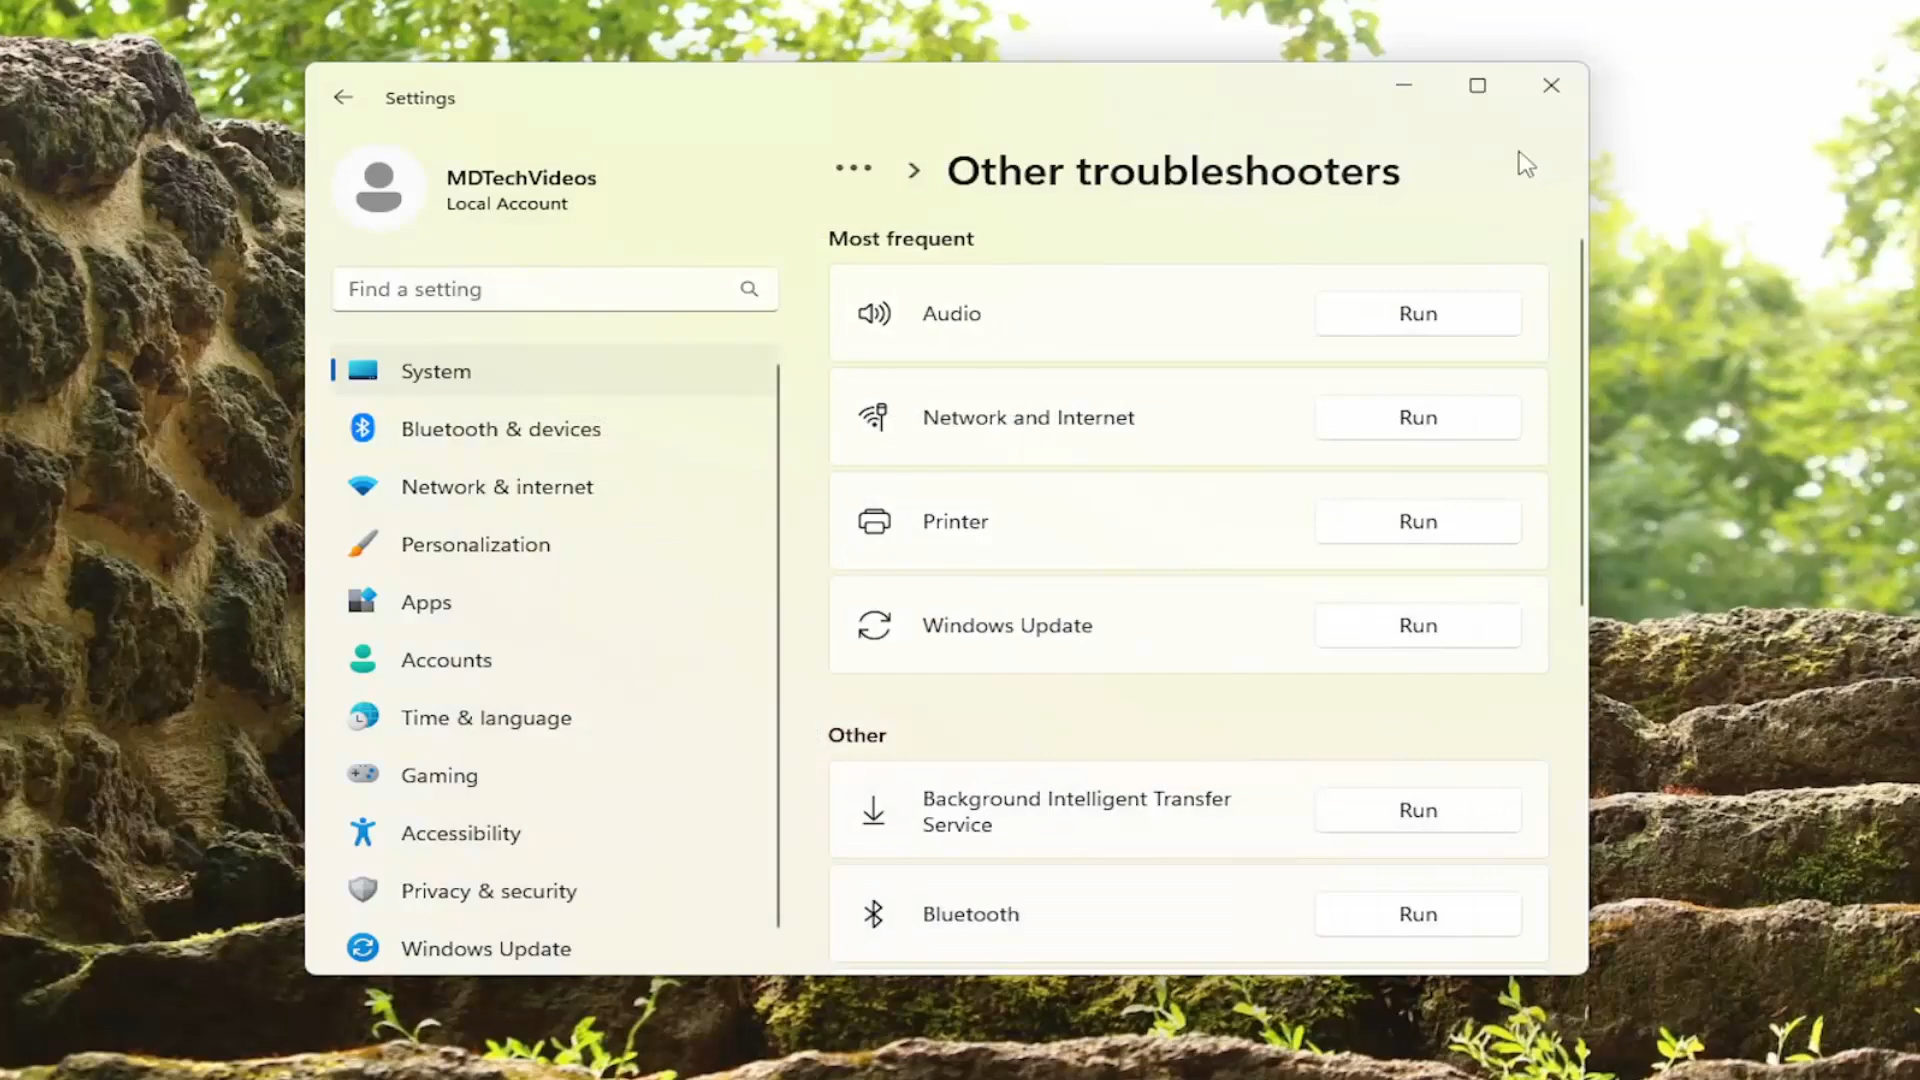 Settings
MDTechVideos
Local Account
Find a setting
System
Bluetooth & devices
Network & internet
Personalization
Apps
Accounts
Time & language
Gaming
Accessibility
Privacy & security
Windows Update
Other troubleshooters
Most frequent
Audio Run
Network and Internet Run
Printer Run
Windows Update Run
Other
Background Intelligent Transfer
Service Run
Bluetooth Run